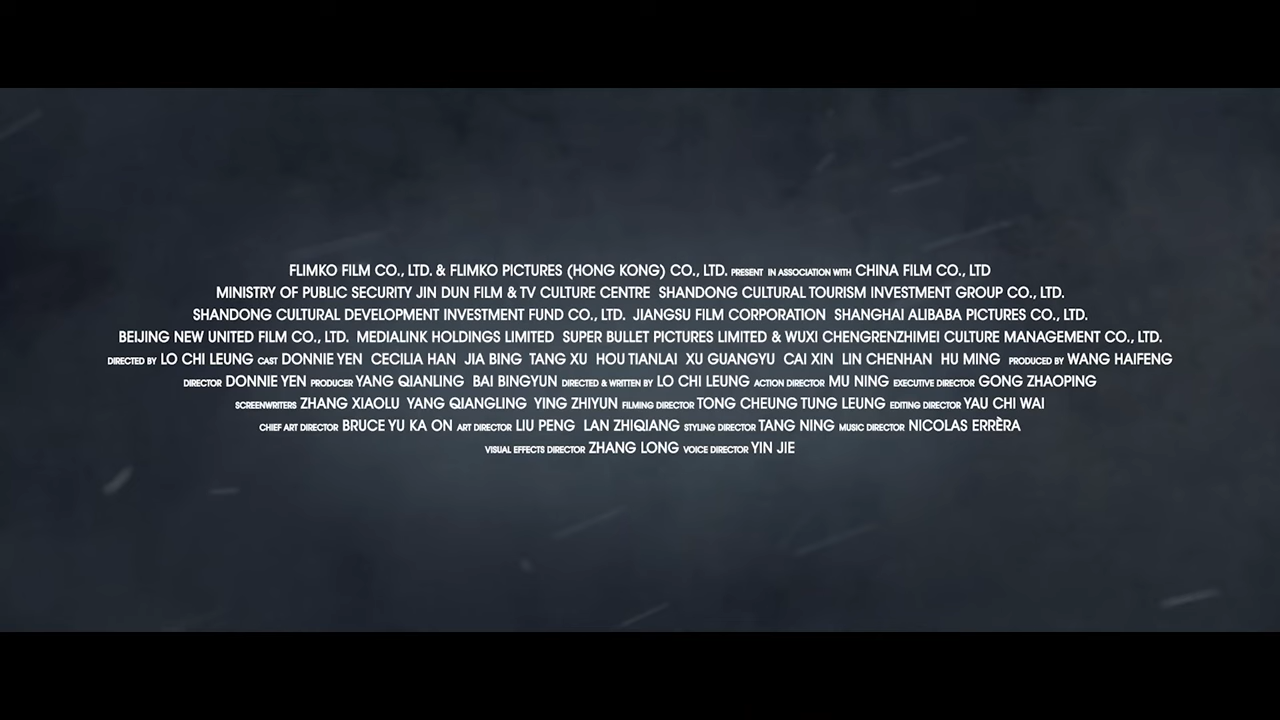 FLIMKO FILM CO., LTD. & FLIMKO PICTURES (HONG KONG) CO., LTD. PRESENT IN ASSOCIATION WITH CHINA FILM CO., LTD
MINISTRY OF PUBLIC SECURITY JIN DUN FILM & TV CULTURE CENTRE SHANDONG CULTURAL TOURISM INVESTMENT GROUP CO., LTD.
SHANDONG CULTURAL DEVELOPMENT INVESTMENT FUND CO., LTD. JIANGSU FILM CORPORATION SHANGHAI ALIBABA PICTURES CO., LTD.
BEIJING NEW UNITED FILM CO., LTD. MEDIALINK HOLDINGS LIMITED SUPER BULLET PICTURES LIMITED & WUXI CHENGRENZHIMEI CULTURE MANAGEMENT CO., LTD.
DIRECTED BY LO CHI LEUNG CAST DONNIE YEN CECILIA HAN JIA BING TANG XU HOU TIANLAI XU GUANGYU CAI XIN LIN CHENHAN HU MING PRODUCED BY WANG HAIFENG
DIRECTOR DONNIE YEN PRODUCER YANG QIANLING BAI BINGYUN DIRECTED & WRITTEN BY LO CHI LEUNG ACTION DIRECTOR MU NING EXECUTIVE DIRECTOR GONG ZHAOPING
SCREENWRITERS ZHANG XIAOLU YANG QIANGLING YING ZHIYUN FILMING DIRECTOR TONG CHEUNG TUNG LEUNG EDITING DIRECTOR YAU CHI WAI
CHIEF ART DIRECTOR BRUCE YU KA ON ART DIRECTOR LIU PENG LAN ZHIQIANG STYLING DIRECTOR TANG NING MUSIC DIRECTOR NICOLAS ERRÈRA
VISUAL EFFECTS DIRECTOR ZHANG LONG VOICE DIRECTOR YIN JIE